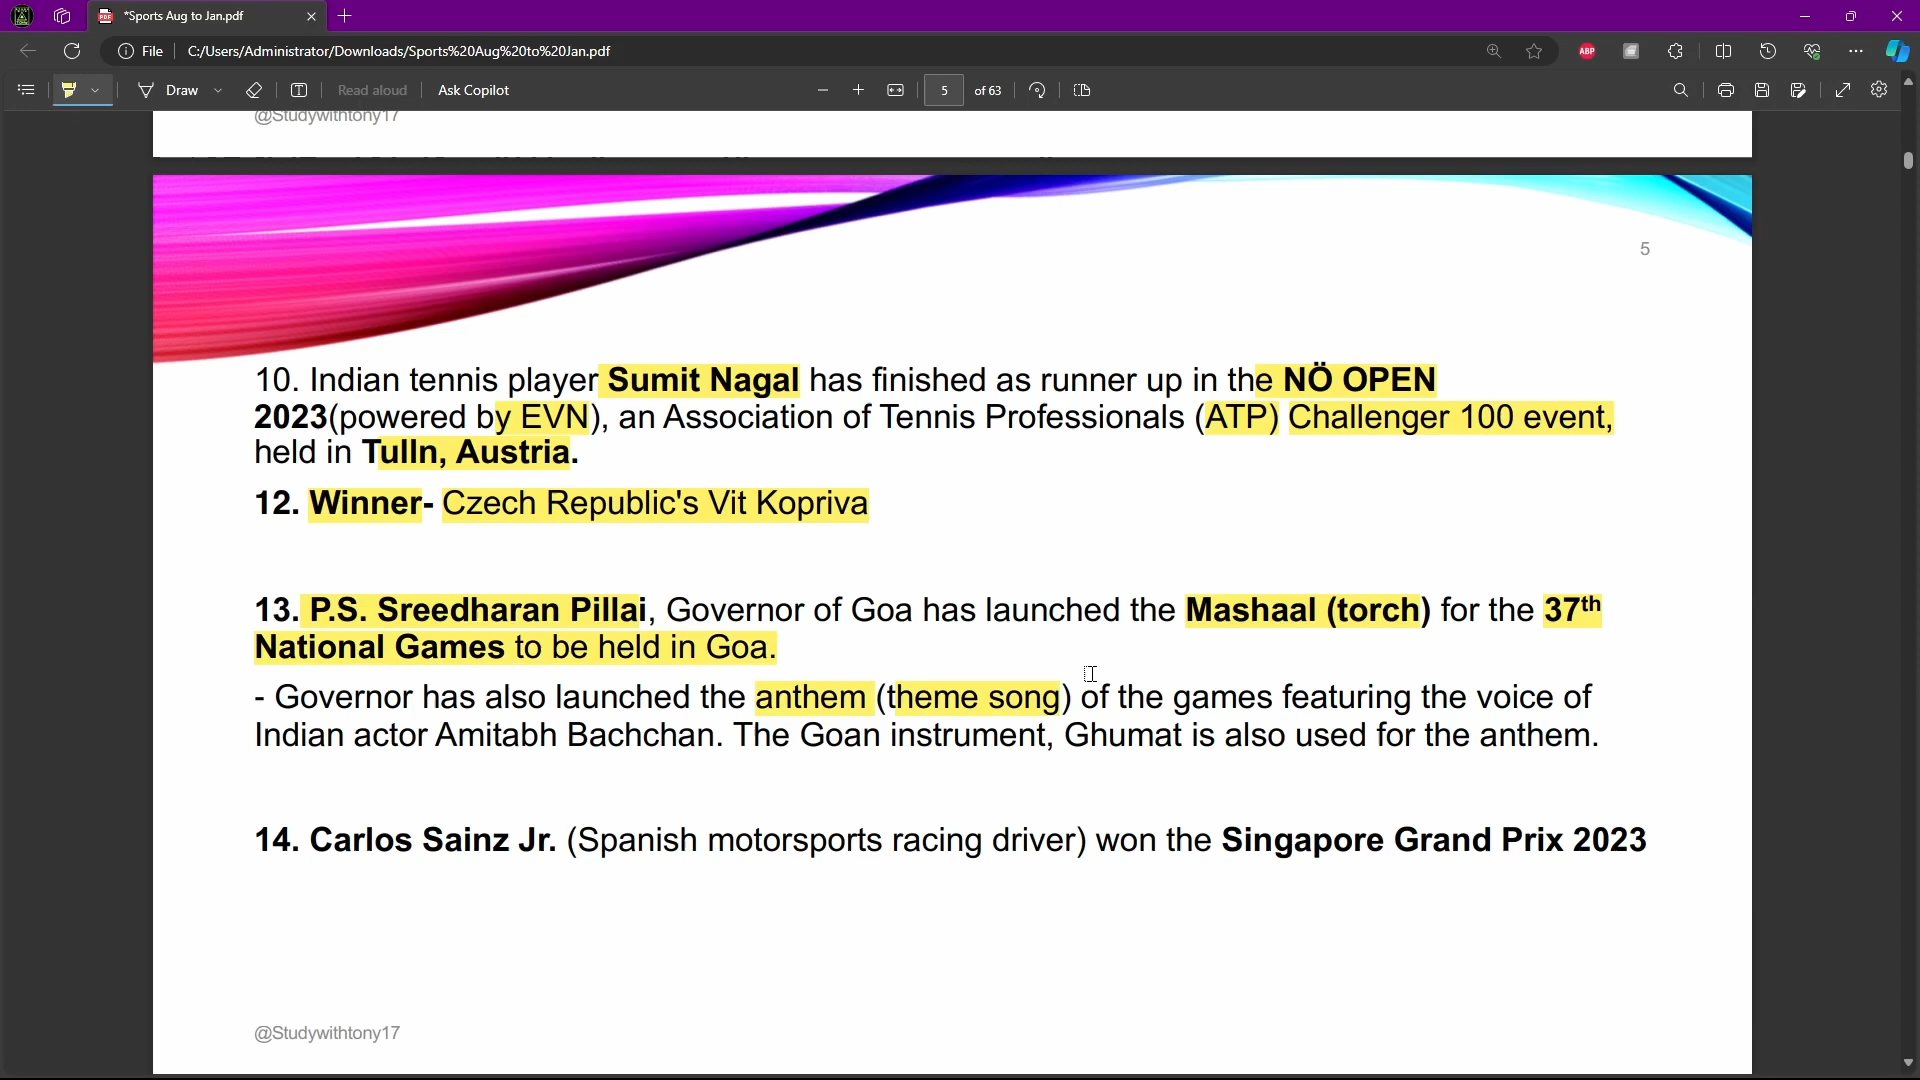 *Sports Aug to Jan.pdf
File C:/Users/Administrator/Downloads/Sports%20Aug%20to%20Jan.pdf
ABP
Draw Read aloud Ask Copilot 5 of 63
@Studywithtony17
5
10. Indian tennis player Sumit Nagal has finished as runner up in the NÖ OPEN
2023(powered by EVN), an Association of Tennis Professionals (ATP) Challenger 100 event,
held in Tulln, Austria.
12. Winner- Czech Republic's Vit Kopriva
13. P.S. Sreedharan Pillai, Governor of Goa has launched the Mashaal (torch) for the 37th
National Games to be held in Goa.
- Governor has also launched the anthem (theme song) of the games featuring the voice of
Indian actor Amitabh Bachchan. The Goan instrument, Ghumat is also used for the anthem.
14. Carlos Sainz Jr. (Spanish motorsports racing driver) won the Singapore Grand Prix 2023
@Studywithtony17